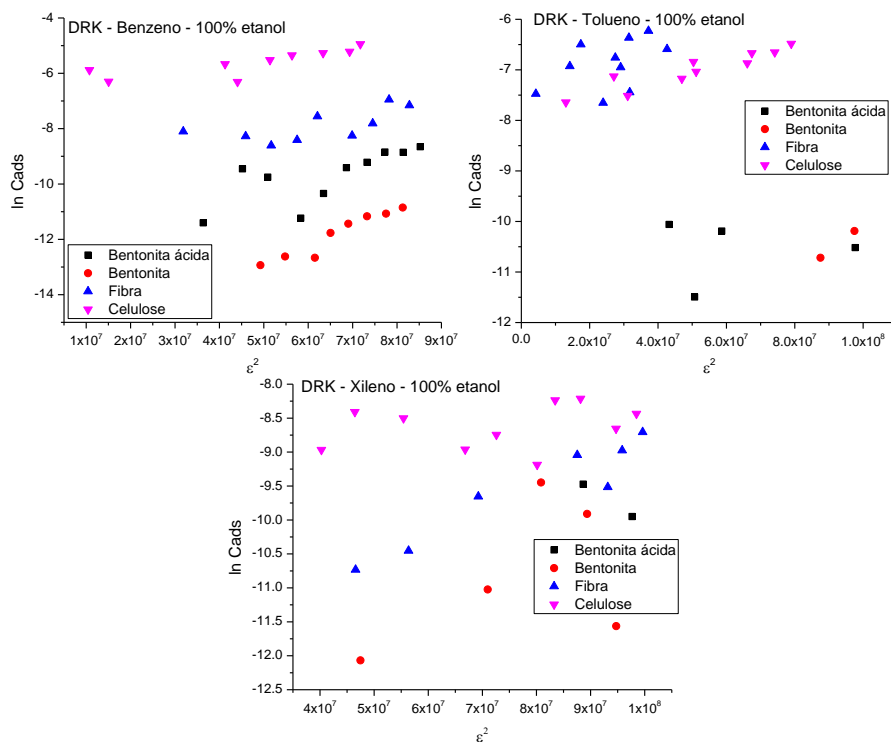 DRK - Benzeno - 100% etanol
ln Cads
-4
-6
-8
-10
-12
-14
Bentonita ácida
Bentonita
Fibra
Celulose
1x10⁷ 2x10⁷ 3x10⁷ 4x10⁷ 5x10⁷ 6x10⁷ 7x10⁷ 8x10⁷ 9x10⁷
ε²
DRK - Tolueno - 100% etanol
ln Cads
-6
-7
-8
-9
-10
-11
-12
Bentonita ácida
Bentonita
Fibra
Celulose
0.0 2.0x10⁷ 4.0x10⁷ 6.0x10⁷ 8.0x10⁷ 1.0x10⁸
ε²
DRK - Xileno - 100% etanol
ln Cads
-8.0
-8.5
-9.0
-9.5
-10.0
-10.5
-11.0
-11.5
-12.0
-12.5
Bentonita ácida
Bentonita
Fibra
Celulose
4x10⁷ 5x10⁷ 6x10⁷ 7x10⁷ 8x10⁷ 9x10⁷ 1x10⁸
ε²